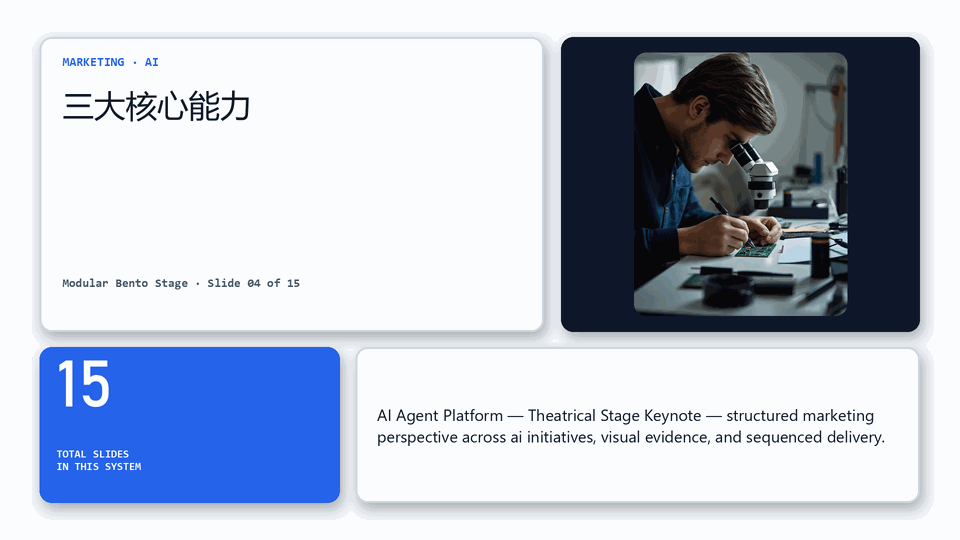 MARKETING · AI
三大核心能力
Modular Bento Stage · Slide 04 of 15
15
TOTAL SLIDES
IN THIS SYSTEM
AI Agent Platform — Theatrical Stage Keynote — structured marketing
perspective across ai initiatives, visual evidence, and sequenced delivery.